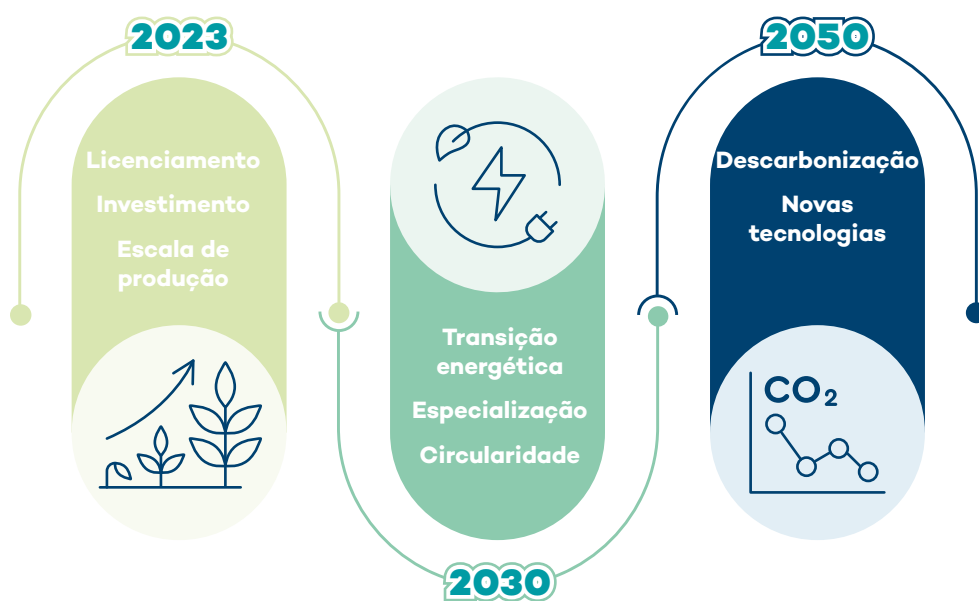 2023
Licenciamento
Investimento
Escala de
produção
Transição
energética
Especialização
Circularidade
2030
2050
Descarbonização
Novas
tecnologias
CO₂